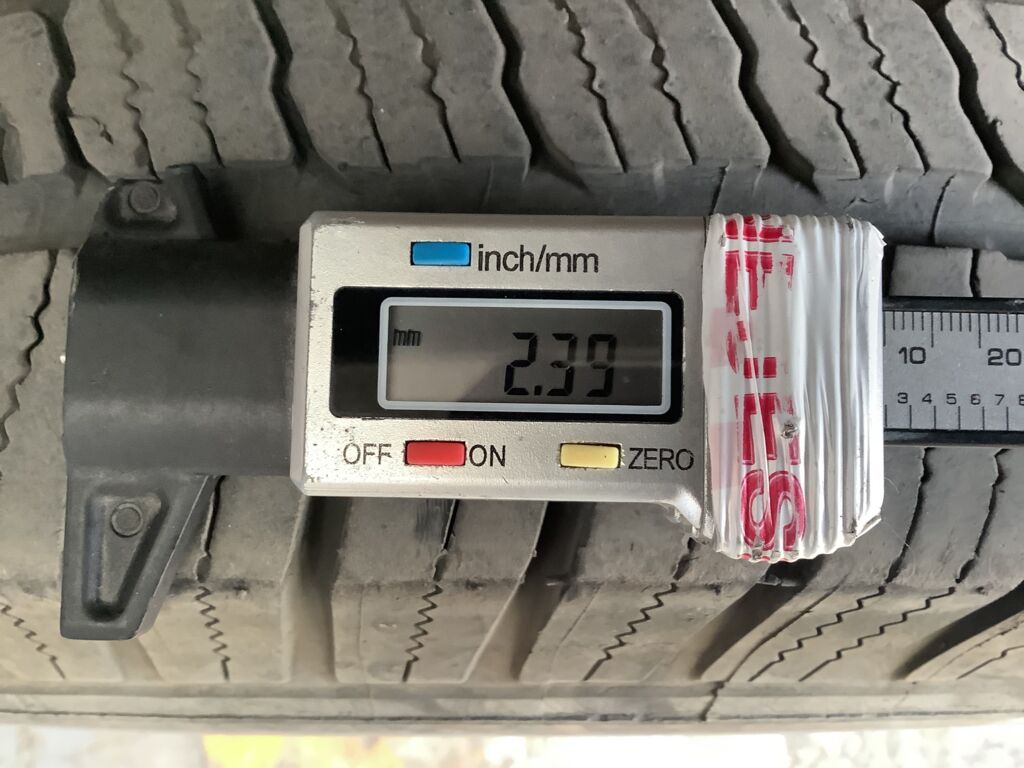 inch/mm
mm 2.39
OFF ON ZERO
10 20
3 4 5 6 7 8